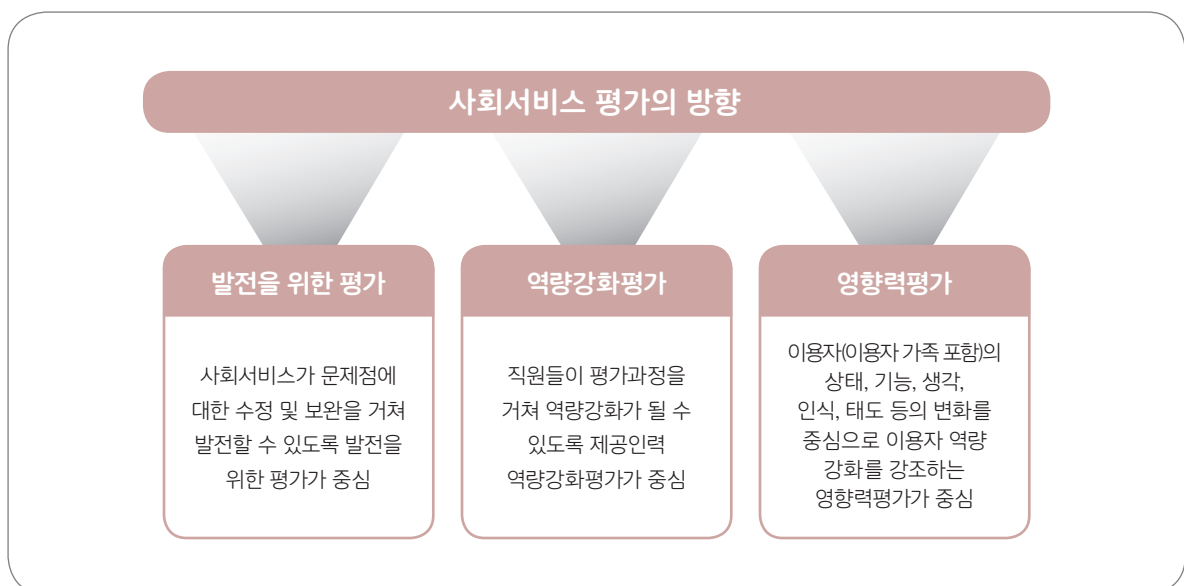 사회서비스 평가의 방향
발전을 위한 평가
사회서비스가 문제점에
대한 수정 및 보완을 거쳐
발전할 수 있도록 발전을
위한 평가가 중심
역량강화평가
직원들이 평가과정을
거쳐 역량강화가 될 수
있도록 제공인력
역량강화평가가 중심
영향력평가
이용자(이용자 가족 포함)의
상태, 기능, 생각,
인식, 태도 등의 변화를
중심으로 이용자 역량
강화를 강조하는
영향력평가가 중심